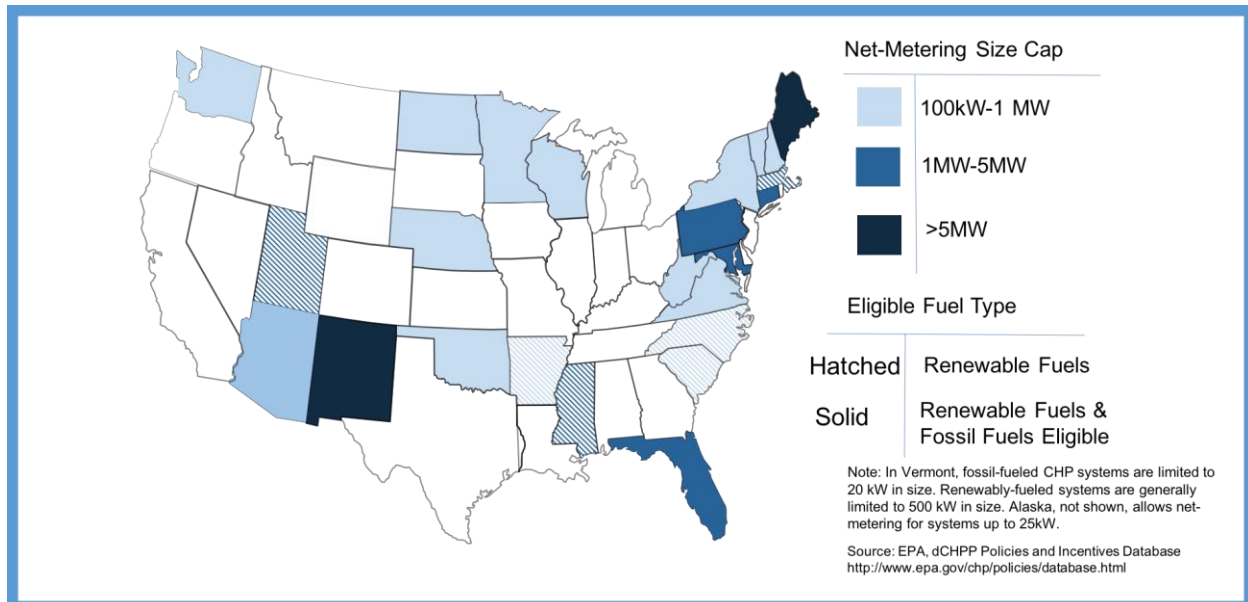 Net-Metering Size Cap
100kW-1 MW
1MW-5MW
>5MW
Eligible Fuel Type
Hatched
Renewable Fuels
Solid
Renewable Fuels &
Fossil Fuels Eligible
Note: In Vermont, fossil-fueled CHP systems are limited to
20 kW in size. Renewably-fueled systems are generally
limited to 500 kW in size. Alaska, not shown, allows net-
metering for systems up to 25kW.
Source: EPA, dCHPP Policies and Incentives Database
http://www.epa.gov/chp/policies/database.html